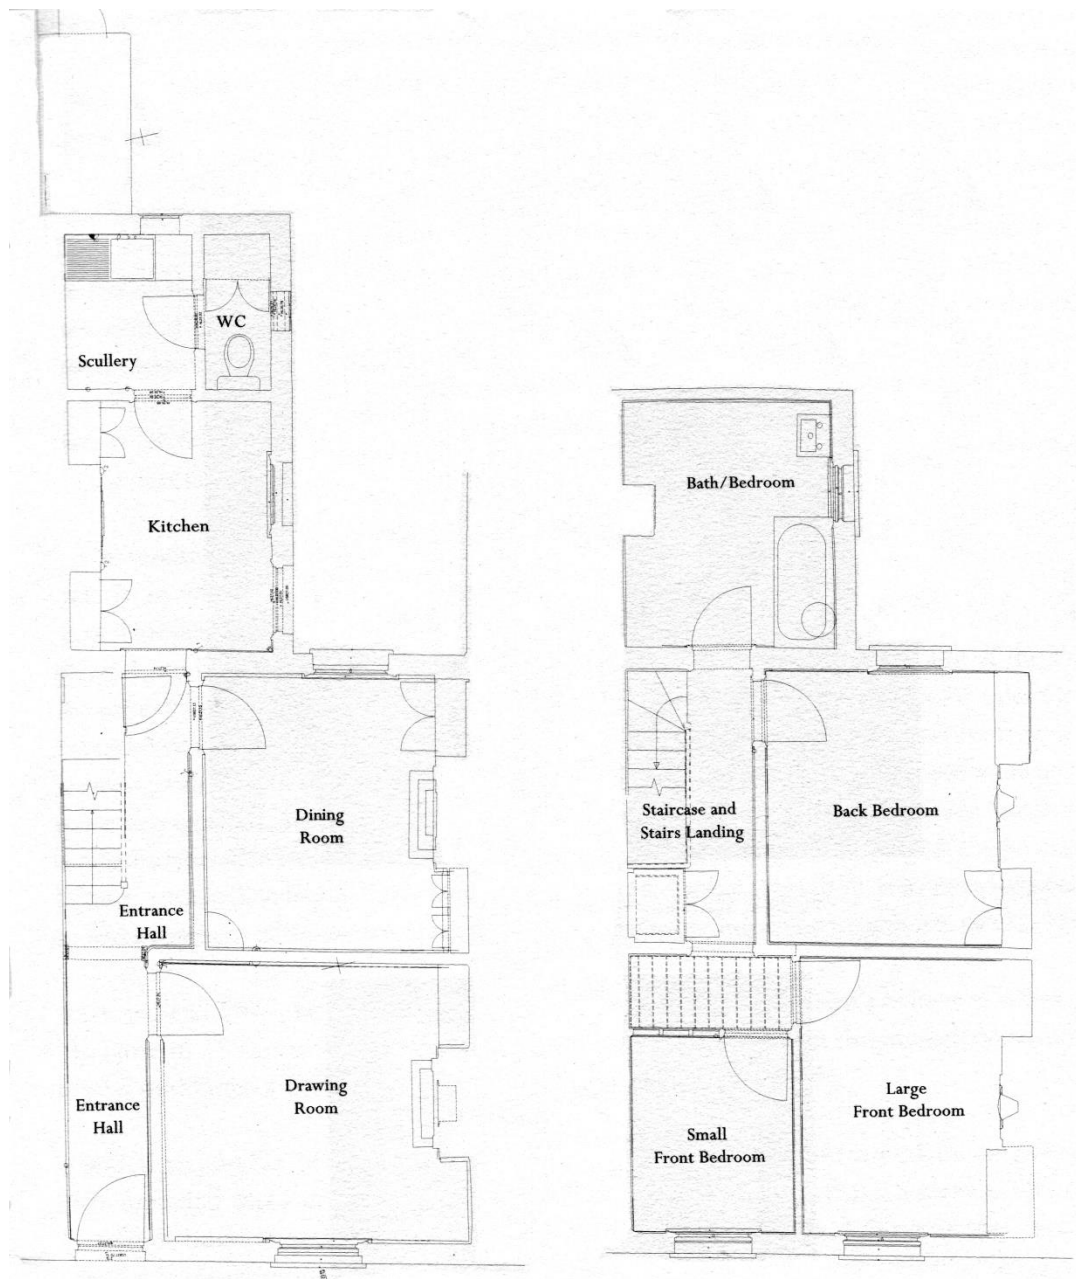 WC
Scullery
Kitchen
Dining
Room
Entrance
Hall
Drawing
Room
Entrance
Hall
Bath/Bedroom
Staircase and
Stairs Landing
Back Bedroom
Large
Front Bedroom
Small
Front Bedroom